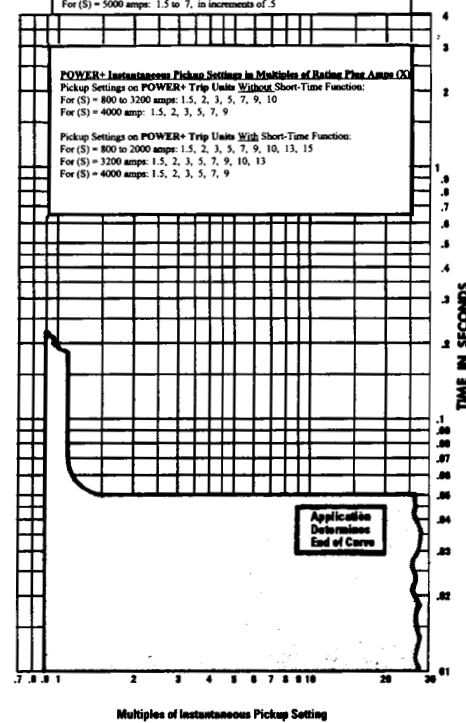 For (S) = 5000 amps: 1.5 to 7, in increments of .5
POWER+ Instantaneous Pickup Settings in Multiples of Rating Plug Amps (X)
Pickup Settings on POWER+ Trip Units Without Short-Time Function:
For (S) = 800 to 3200 amps: 1.5, 2, 3, 5, 7, 9, 10
For (S) = 4000 amp: 1.5, 2, 3, 5, 7, 9
Pickup Settings on POWER+ Trip Units With Short-Time Function:
For (S) = 800 to 2000 amps: 1.5, 2, 3, 5, 7, 9, 10, 13, 15
For (S) = 3200 amps: 1.5, 2, 3, 5, 7, 9, 10, 13
For (S) = 4000 amps: 1.5, 2, 3, 5, 7, 9
4
3
2
1
.9
.8
.7
.6
.5
.4
.3
.2
TIME IN SECONDS
.1
.09
.08
.07
.06
.05
.04
.03
.02
.01
Application
Determines
End of Curve
.7 .8 .9 1 2 3 4 5 6 7 8 9 10 20 30
Multiples of Instantaneous Pickup Setting